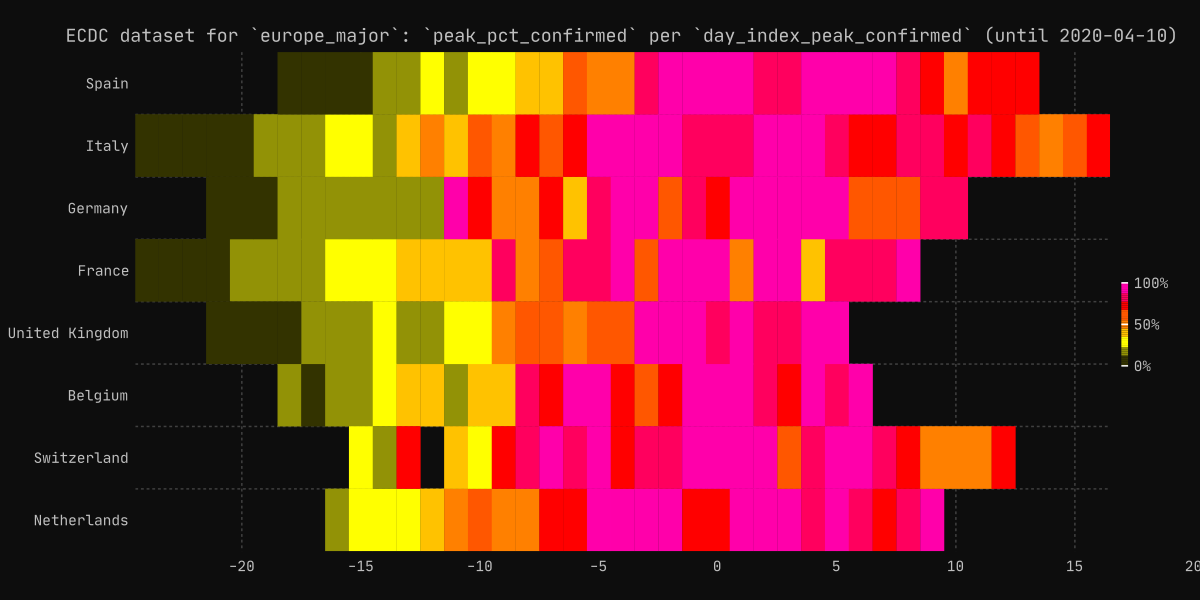 ECDC dataset for `europe_major`: `peak_pct_confirmed` per `day_index_peak_confirmed` (until 2020-04-10)
Spain
Italy
Germany
France
United Kingdom
Belgium
Switzerland
Netherlands
100%
50%
0%
−20 −15 −10 −5 0 5 10 15 20